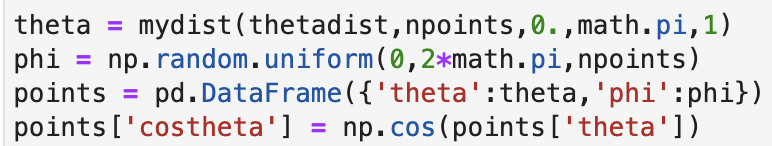 theta = mydist(thetadist,npoints,0.,math.pi,1)
phi = np.random.uniform(0,2*math.pi,npoints)
points = pd.DataFrame({'theta':theta,'phi':phi})
points['costheta'] = np.cos(points['theta'])